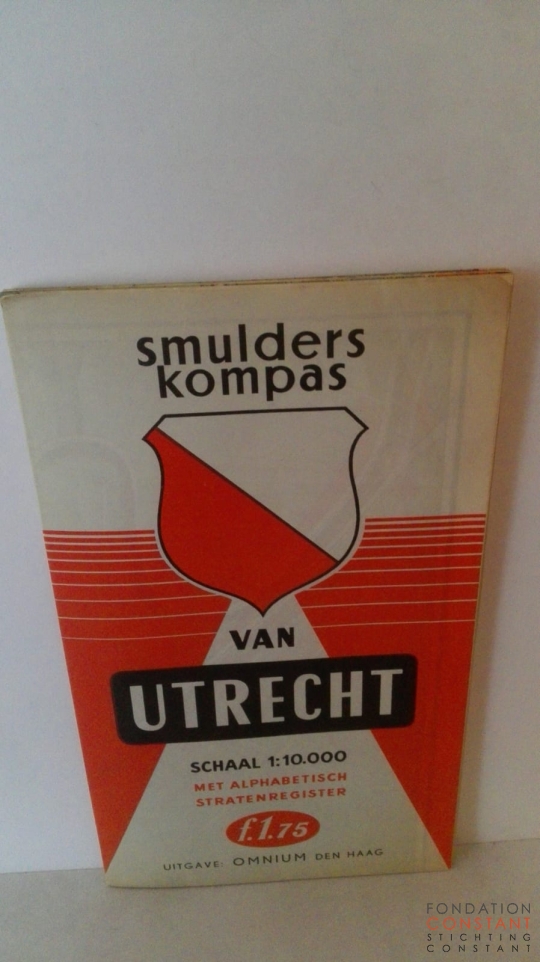 smulders
kompas
VAN
UTRECHT
SCHAAL 1:10.000
MET ALPHABETISCH
STRATENREGISTER
f.1.75
UITGAVE: OMNIUM DEN HAAG
FONDATION
CONSTANT
STICHTING
CONSTANT